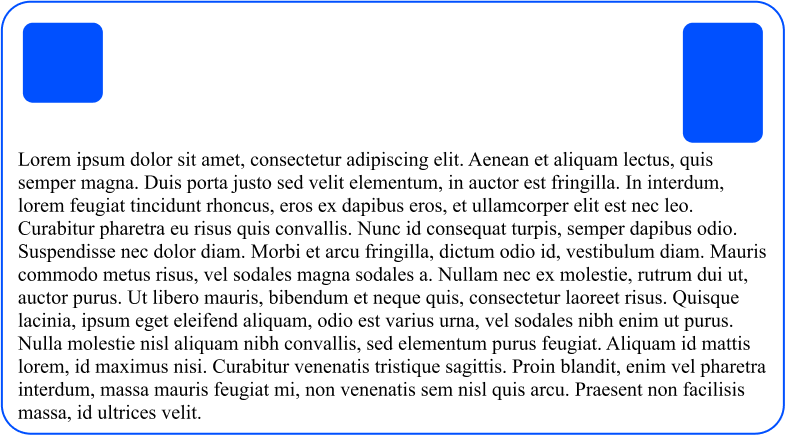 Lorem ipsum dolor sit amet, consectetur adipiscing elit. Aenean et aliquam lectus, quis
semper magna. Duis porta justo sed velit elementum, in auctor est fringilla. In interdum,
lorem feugiat tincidunt rhoncus, eros ex dapibus eros, et ullamcorper elit est nec leo.
Curabitur pharetra eu risus quis convallis. Nunc id consequat turpis, semper dapibus odio.
Suspendisse nec dolor diam. Morbi et arcu fringilla, dictum odio id, vestibulum diam. Mauris
commodo metus risus, vel sodales magna sodales a. Nullam nec ex molestie, rutrum dui ut,
auctor purus. Ut libero mauris, bibendum et neque quis, consectetur laoreet risus. Quisque
lacinia, ipsum eget eleifend aliquam, odio est varius urna, vel sodales nibh enim ut purus.
Nulla molestie nisl aliquam nibh convallis, sed elementum purus feugiat. Aliquam id mattis
lorem, id maximus nisi. Curabitur venenatis tristique sagittis. Proin blandit, enim vel pharetra
interdum, massa mauris feugiat mi, non venenatis sem nisl quis arcu. Praesent non facilisis
massa, id ultrices velit.